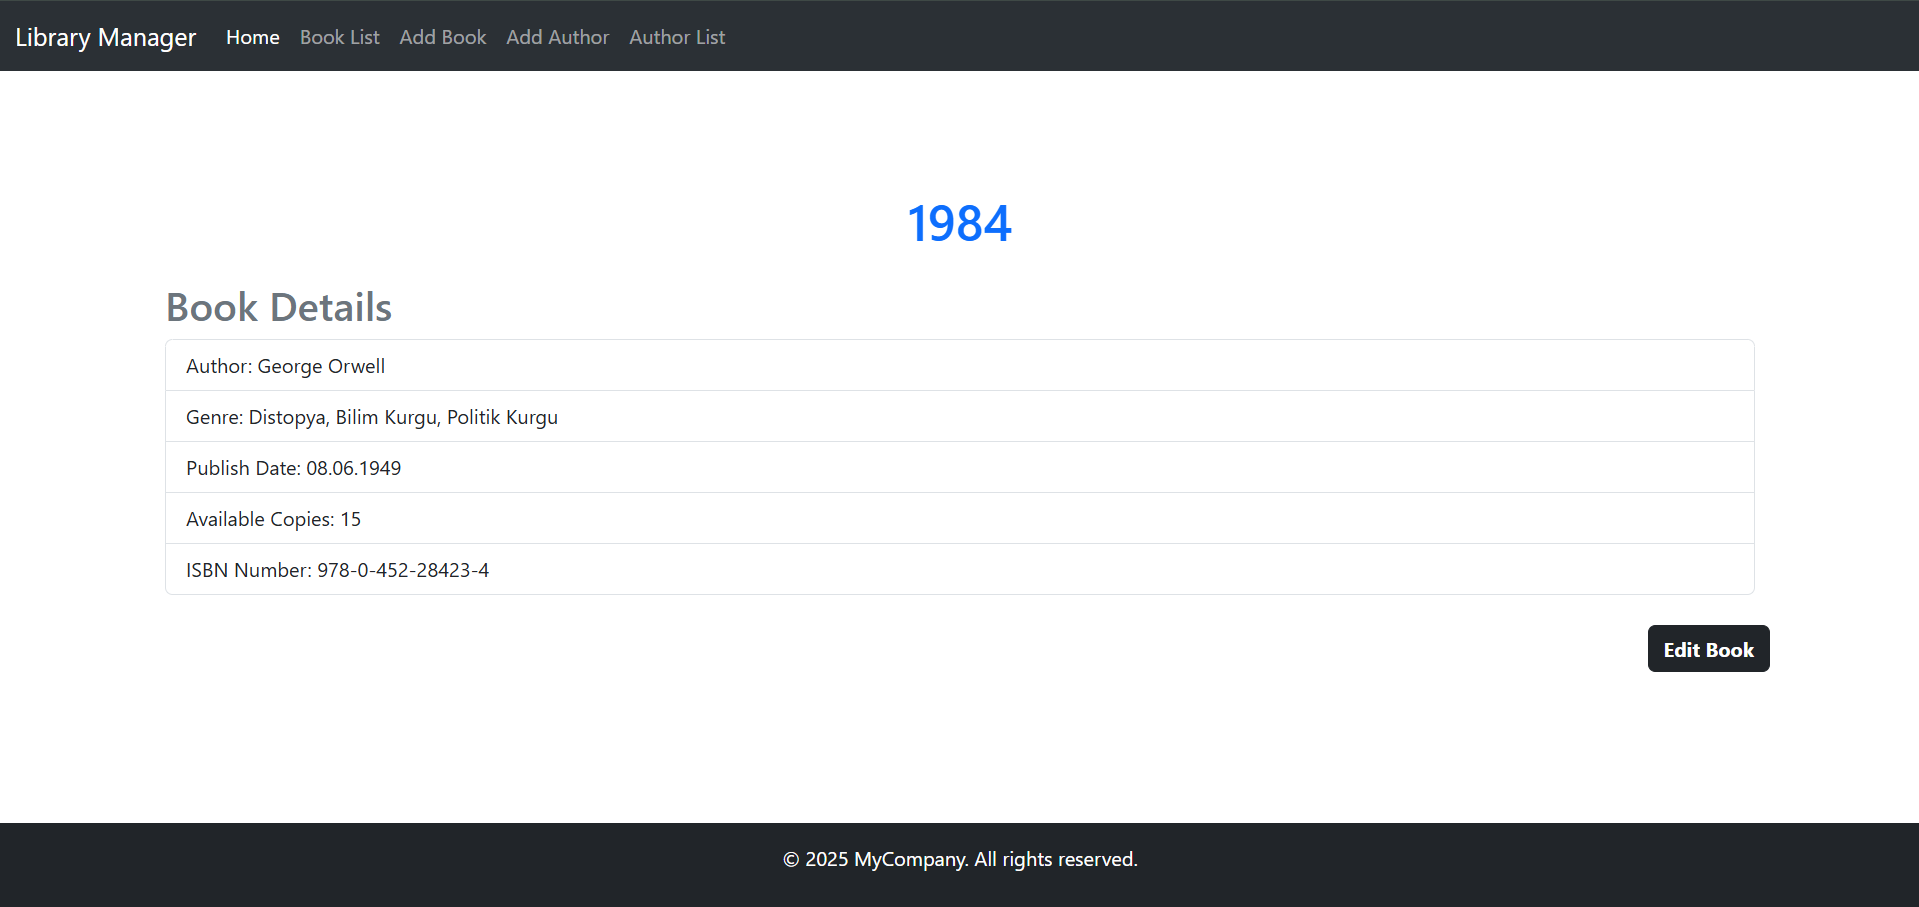 Library Manager Home Book List Add Book Add Author Author List
1984
Book Details
Author: George Orwell
Genre: Distopya, Bilim Kurgu, Politik Kurgu
Publish Date: 08.06.1949
Available Copies: 15
ISBN Number: 978-0-452-28423-4
Edit Book
© 2025 MyCompany. All rights reserved.